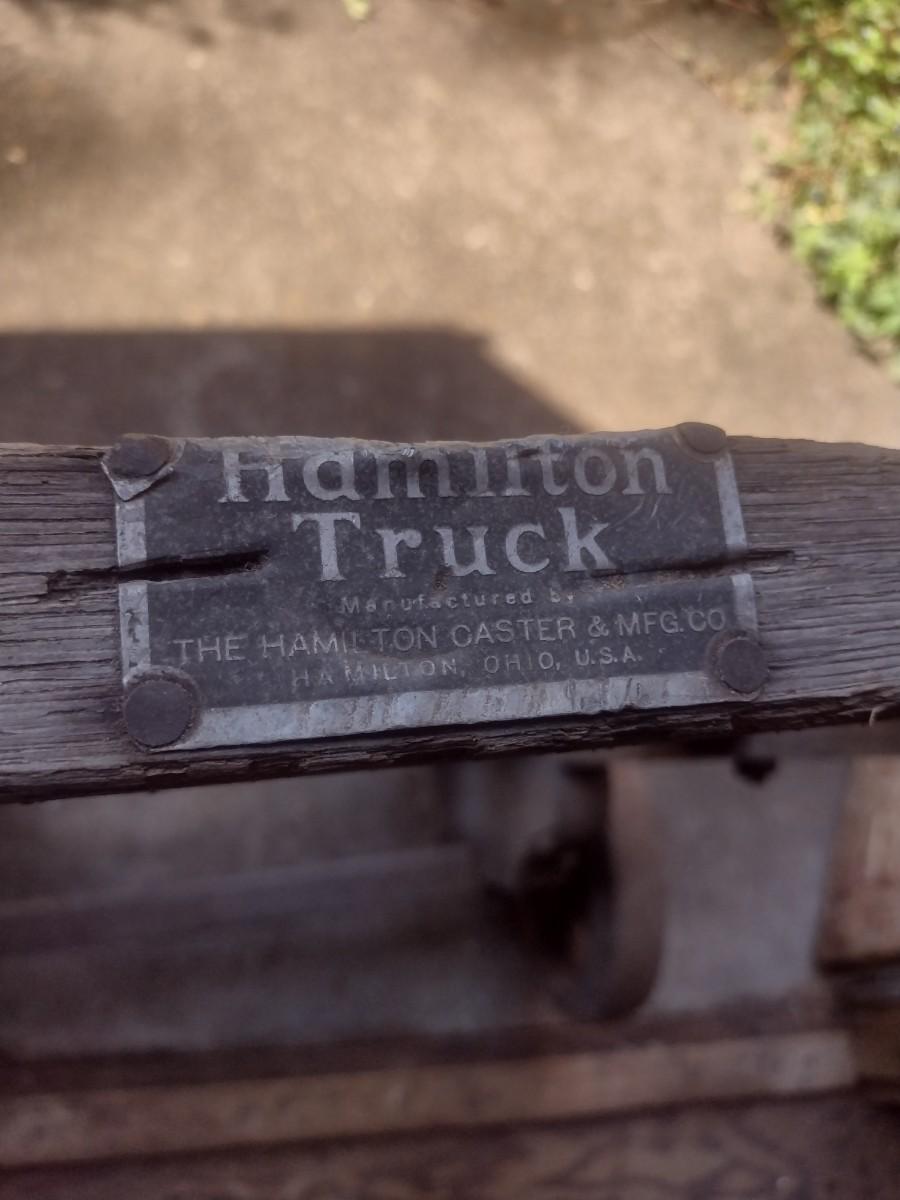 Hamilton
Truck
Manufactured by
THE HAMILTON CASTER & MFG. CO
HAMILTON, OHIO, U.S.A.